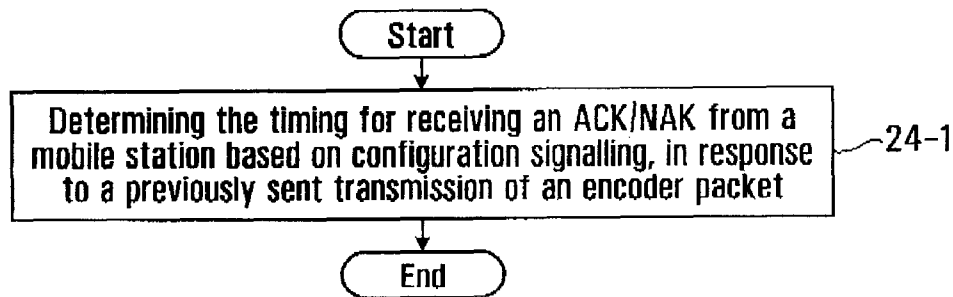 Start
Determining the timing for receiving an ACK/NAK from a
mobile station based on configuration signalling, in response
to a previously sent transmission of an encoder packet
24-1
End